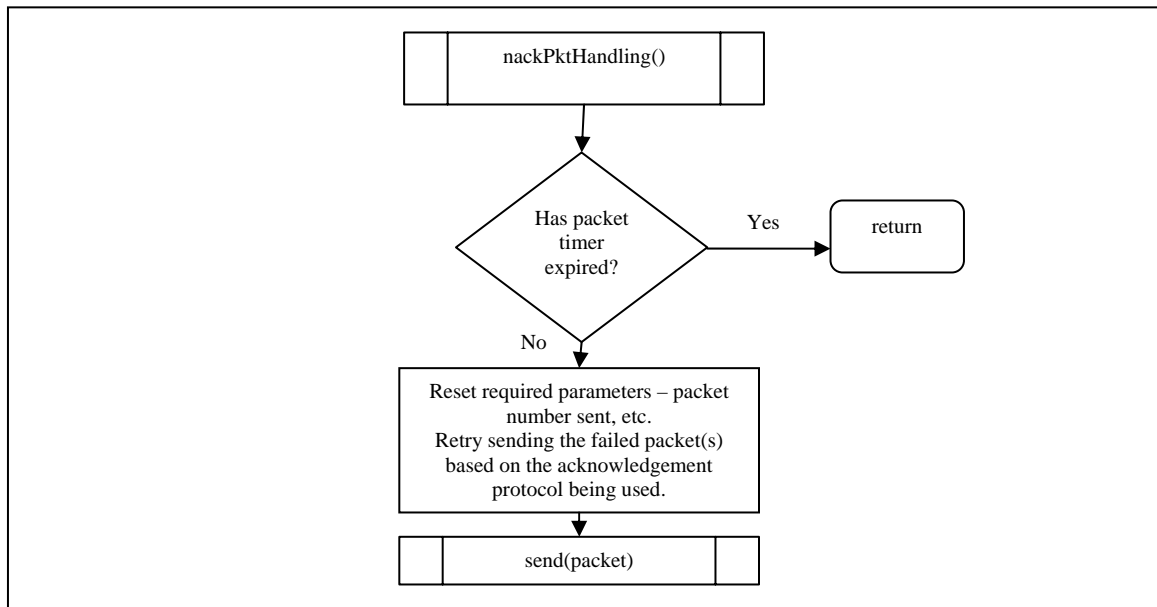 nackPktHandling()
Has packet
timer
expired?
Yes
return
No
Reset required parameters – packet
number sent, etc.
Retry sending the failed packet(s)
based on the acknowledgement
protocol being used.
send(packet)